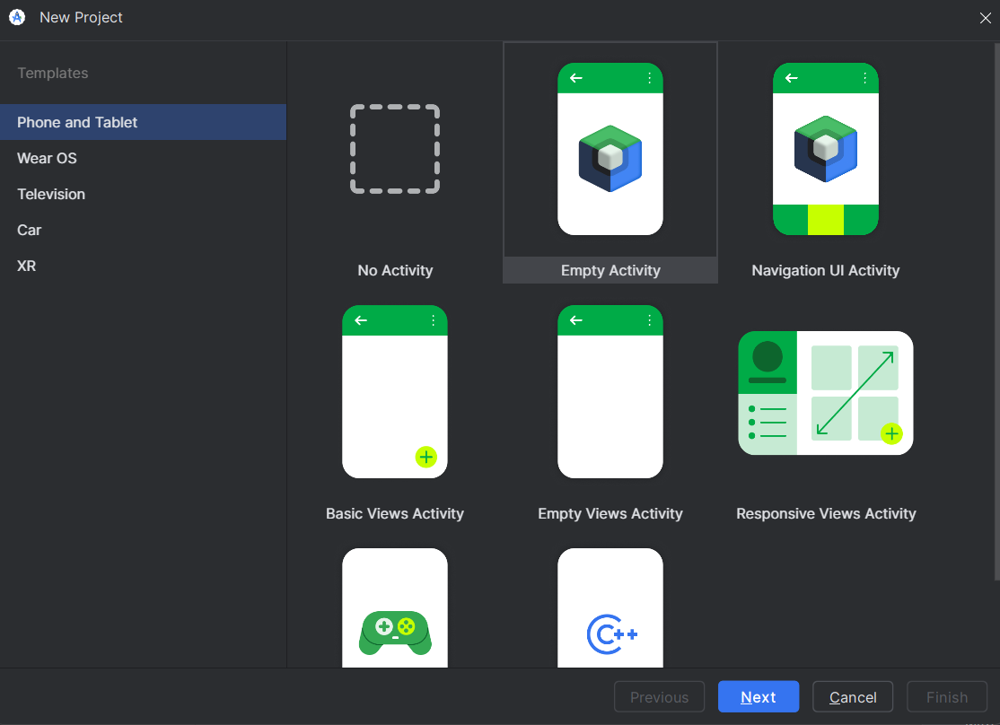 New Project
Templates
Phone and Tablet
Wear OS
Television
Car
XR
No Activity
Empty Activity
Navigation UI Activity
Basic Views Activity
Empty Views Activity
Responsive Views Activity
C++
Previous
Next
Cancel
Finish